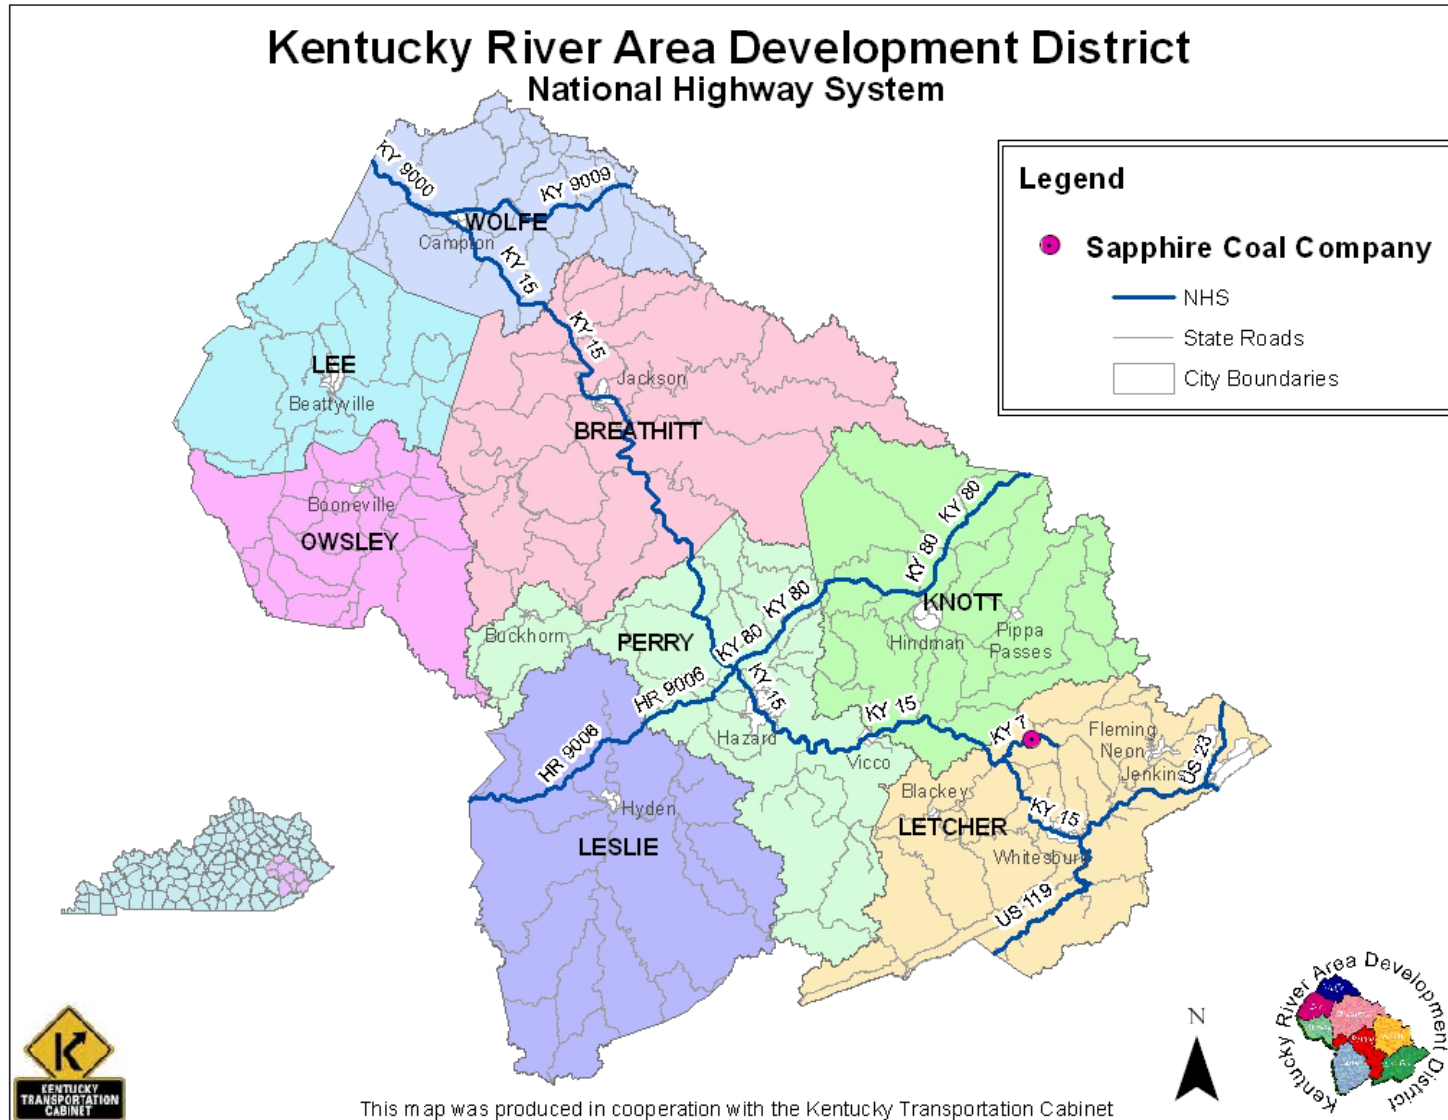 Kentucky River Area Development District
National Highway System
Legend
Sapphire Coal Company
NHS
State Roads
City Boundaries
KY 9000
KY 9009
WOLFE
Campton
KY 15
KY 15
LEE
Beattyville
Jackson
BREATHITT
Booneville
OWSLEY
KY 80
KY 80
KY 80
KNOTT
Hindman
Pippa
Passes
Buckhorn
PERRY
KY 80
HR 9006
KY 15
KY 15
Hazard
Vicco
HR 9006
Hyden
LESLIE
KY 7
Fleming
Neon
Jenkins
US 23
Blackey
LETCHER
KY 15
Whitesburg
US 119
N
Kentucky River Area Development District
KENTUCKY
TRANSPORTATION
CABINET
This map was produced in cooperation with the Kentucky Transportation Cabinet